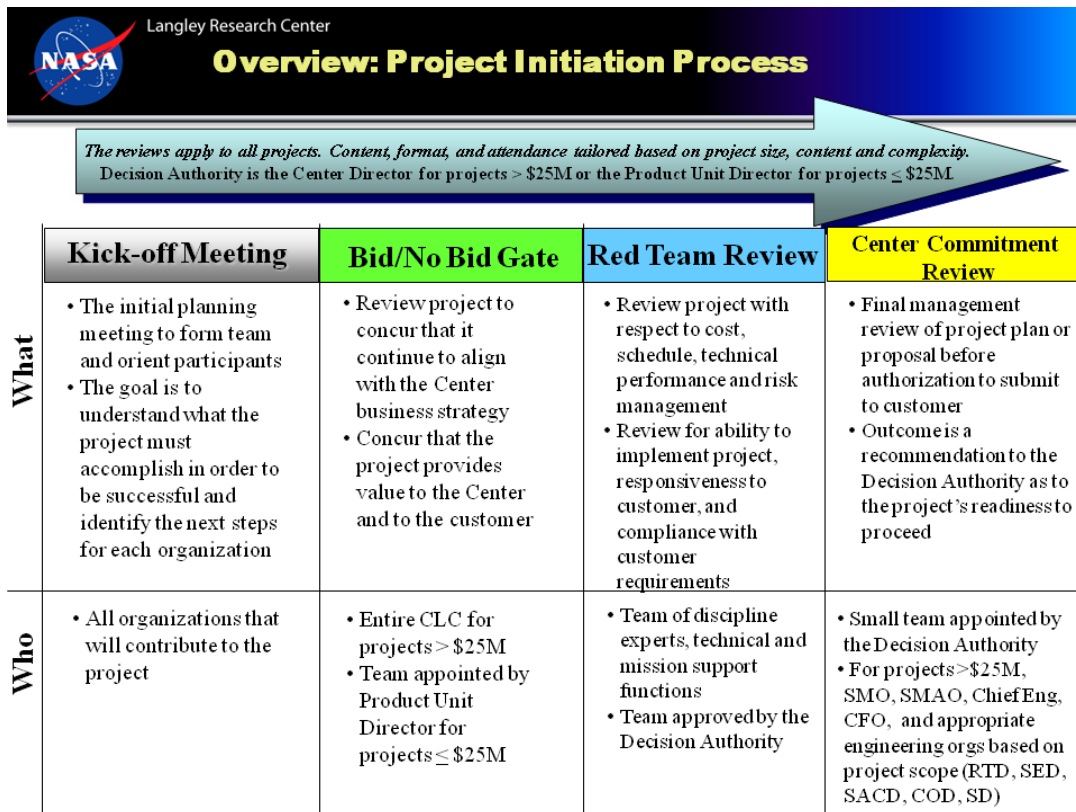 Langley Research Center
NASA
Overview: Project Initiation Process
The reviews apply to all projects. Content, format, and attendance tailored based on project size, content and complexity.
Decision Authority is the Center Director for projects > $25M or the Product Unit Director for projects ≤ $25M.
Kick-off Meeting
Bid/No Bid Gate
Red Team Review
Center Commitment
Review
What
• The initial planning
meeting to form team
and orient participants
• The goal is to
understand what the
project must
accomplish in order to
be successful and
identify the next steps
for each organization
• Review project to
concur that it
continue to align
with the Center
business strategy
• Concur that the
project provides
value to the Center
and to the customer
• Review project with
respect to cost,
schedule, technical
performance and risk
management
• Review for ability to
implement project,
responsiveness to
customer, and
compliance with
customer
requirements
• Final management
review of project plan or
proposal before
authorization to submit
to customer
• Outcome is a
recommendation to the
Decision Authority as to
the project's readiness to
proceed
Who
• All organizations that
will contribute to the
project
• Entire CLC for
projects > $25M
• Team appointed by
Product Unit
Director for
projects ≤ $25M
• Team of discipline
experts, technical and
mission support
functions
• Team approved by the
Decision Authority
• Small team appointed by
the Decision Authority
• For projects>$25M,
SMO, SMAO, Chief Eng,
CFO, and appropriate
engineering orgs based on
project scope (RTD, SED,
SACD, COD, SD)